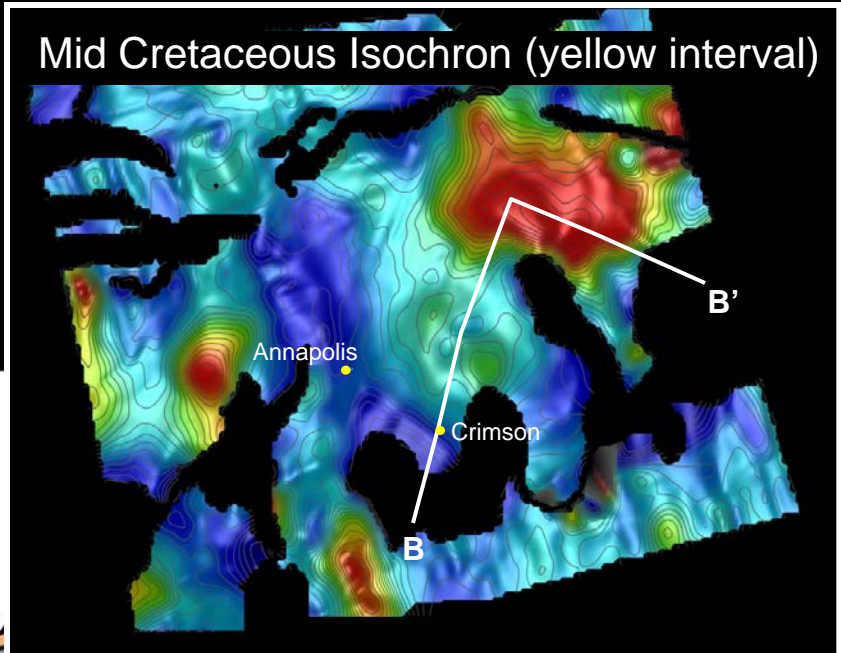 Mid Cretaceous Isochron (yellow interval)
B’
Annapolis
Crimson
B